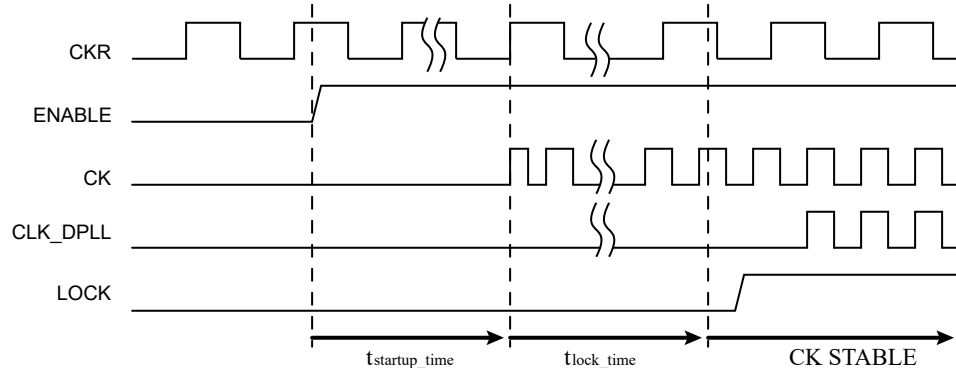 CKR
ENABLE
CK
CLK_DPLL
LOCK
tstartup_time tlock_time CK STABLE